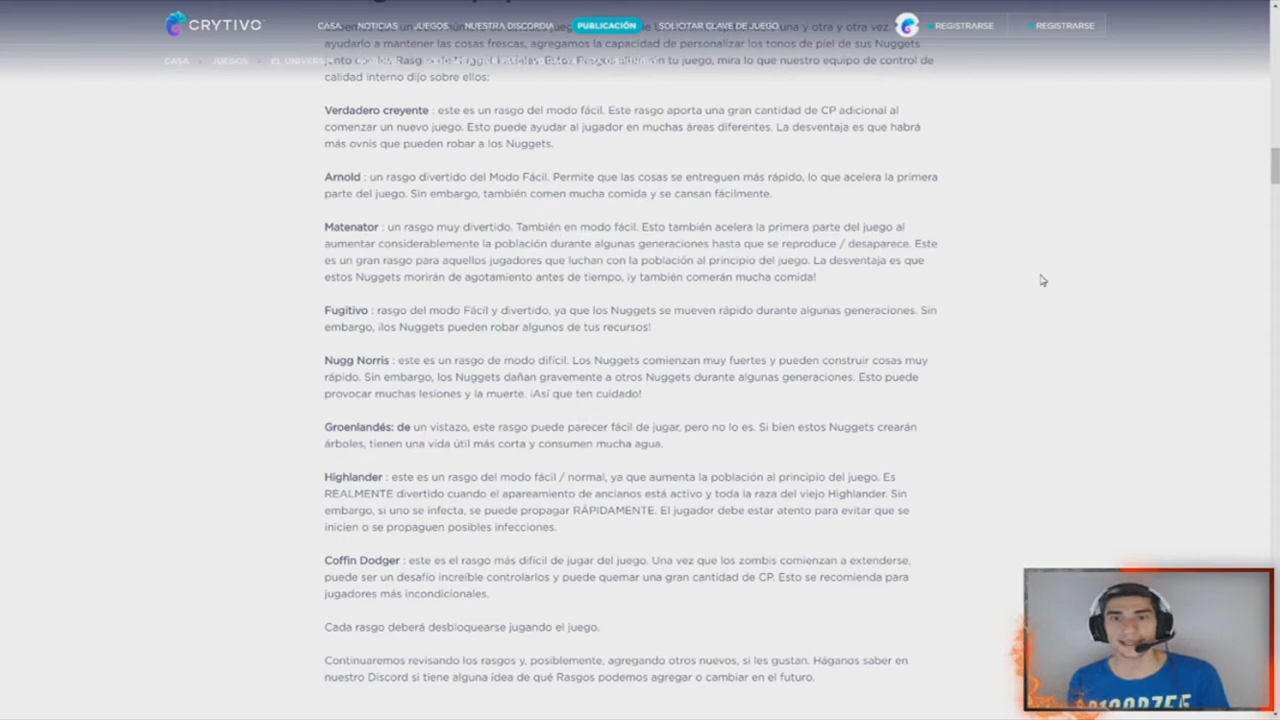 CRYTIVO
CASA NOTICIAS JUEGOS NUESTRA DISCORDIA PUBLICACIÓN SOLICITAR CLAVE DE JUEGO REGISTRARSE REGISTRARSE
una y otra y otra vez
ayudarlo a mantener las cosas frescas, agregamos la capacidad de personalizar los tonos de piel de sus Nuggets
CASA JUEGOS EL
tu juego, mira lo que nuestro equipo de control de
calidad interno dijo sobre ellos:
Verdadero creyente : este es un rasgo del modo fácil. Este rasgo aporta una gran cantidad de CP adicional al
comenzar un nuevo juego. Esto puede ayudar al jugador en muchas áreas diferentes. La desventaja es que habrá
más ovnis que pueden robar a los Nuggets.
Arnold : un rasgo divertido del Modo Fácil. Permite que las cosas se entreguen más rápido, lo que acelera la primera
parte del juego. Sin embargo, también comen mucha comida y se cansan fácilmente.
Matenator : un rasgo muy divertido. También en modo fácil. Esto también acelera la primera parte del juego al
aumentar considerablemente la población durante algunas generaciones hasta que se reproduce / desaparece. Este
es un gran rasgo para aquellos jugadores que luchan con la población al principio del juego. La desventaja es que
estos Nuggets morirán de agotamiento antes de tiempo, ¡y también comerán mucha comida!
Fugitivo : rasgo del modo Fácil y divertido, ya que los Nuggets se mueven rápido durante algunas generaciones. Sin
embargo, ¡los Nuggets pueden robar algunos de tus recursos!
Nugg Norris : este es un rasgo de modo difícil. Los Nuggets comienzan muy fuertes y pueden construir cosas muy
rápido. Sin embargo, los Nuggets dañan gravemente a otros Nuggets durante algunas generaciones. Esto puede
provocar muchas lesiones y la muerte. ¡Así que ten cuidado!
Groenlandés: de un vistazo, este rasgo puede parecer fácil de jugar, pero no lo es. Si bien estos Nuggets crearán
árboles, tienen una vida útil más corta y consumen mucha agua.
Highlander : este es un rasgo del modo fácil / normal, ya que aumenta la población al principio del juego. Es
REALMENTE divertido cuando el apareamiento de ancianos está activo y toda la raza del viejo Highlander. Sin
embargo, si uno se infecta, se puede propagar RÁPIDAMENTE. El jugador debe estar atento para evitar que se
inicien o se propaguen posibles infecciones.
Coffin Dodger : este es el rasgo más difícil de jugar del juego. Una vez que los zombis comienzan a extenderse,
puede ser un desafío increíble controlarlos y puede quemar una gran cantidad de CP. Esto se recomienda para
jugadores más incondicionales.
Cada rasgo deberá desbloquearse jugando el juego.
Continuaremos revisando los rasgos y, posiblemente, agregando otros nuevos, si les gustan. Háganos saber en
nuestro Discord si tiene alguna idea de qué Rasgos podemos agregar o cambiar en el futuro.